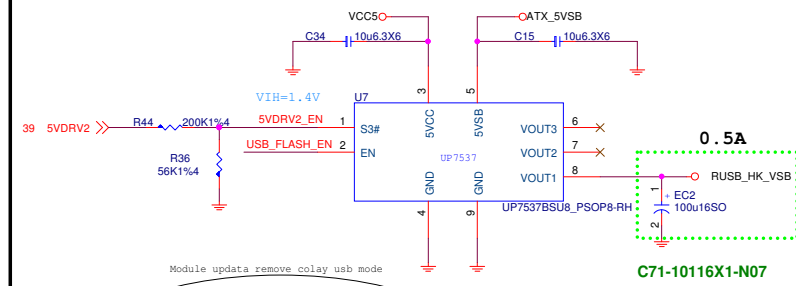 VCC5
ATX_5VSB
C34
10u6.3X6
C15
10u6.3X6
3
5
VIH=1.4V
U7
39 5VDRV2
R44
200K1%4
5VDRV2_EN
1
S3#
5VCC
5VSB
VOUT3
6
USB_FLASH_EN
2
EN
UP7537
VOUT2
7
0.5A
R36
56K1%4
VOUT1
8
RUSB_HK_VSB
GND
GND
UP7537BSU8_PSOP8-RH
1
+
EC2
100u16SO
2
4
9
Module updata remove colay usb mode
C71-10116X1-N07